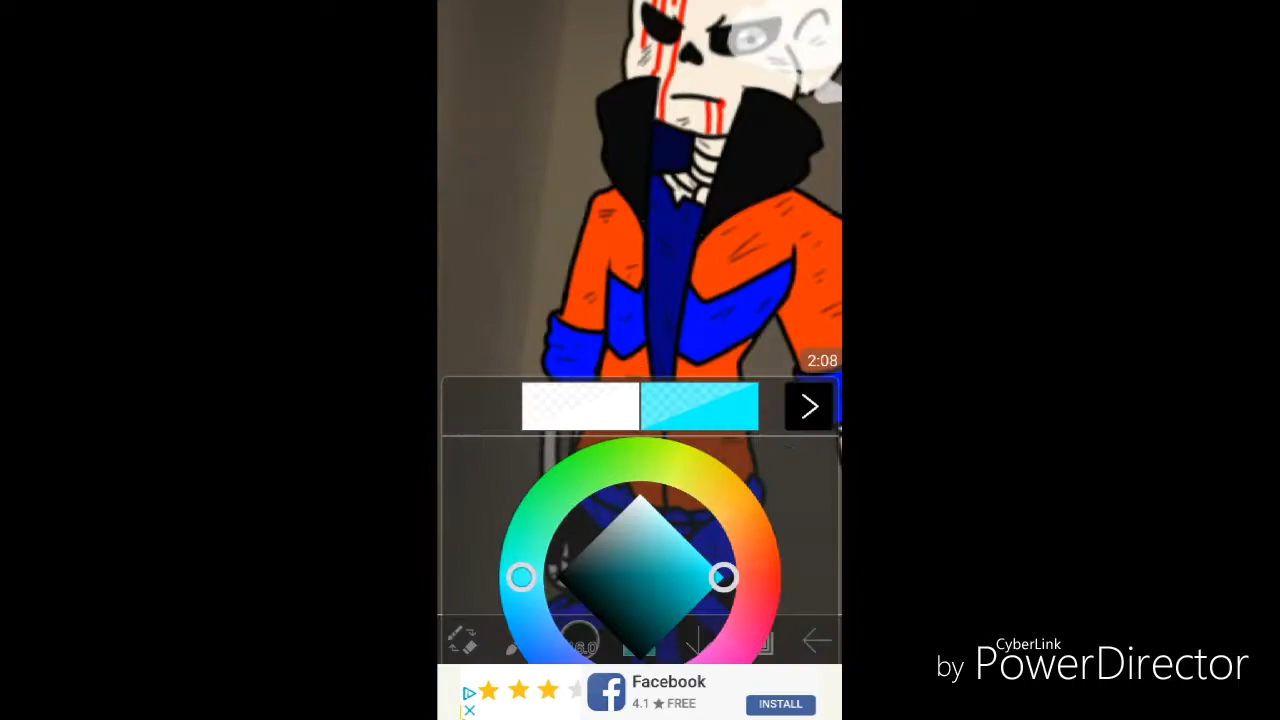 2:08
CyberLink
by PowerDirector
Facebook
4.1 ★ FREE
INSTALL